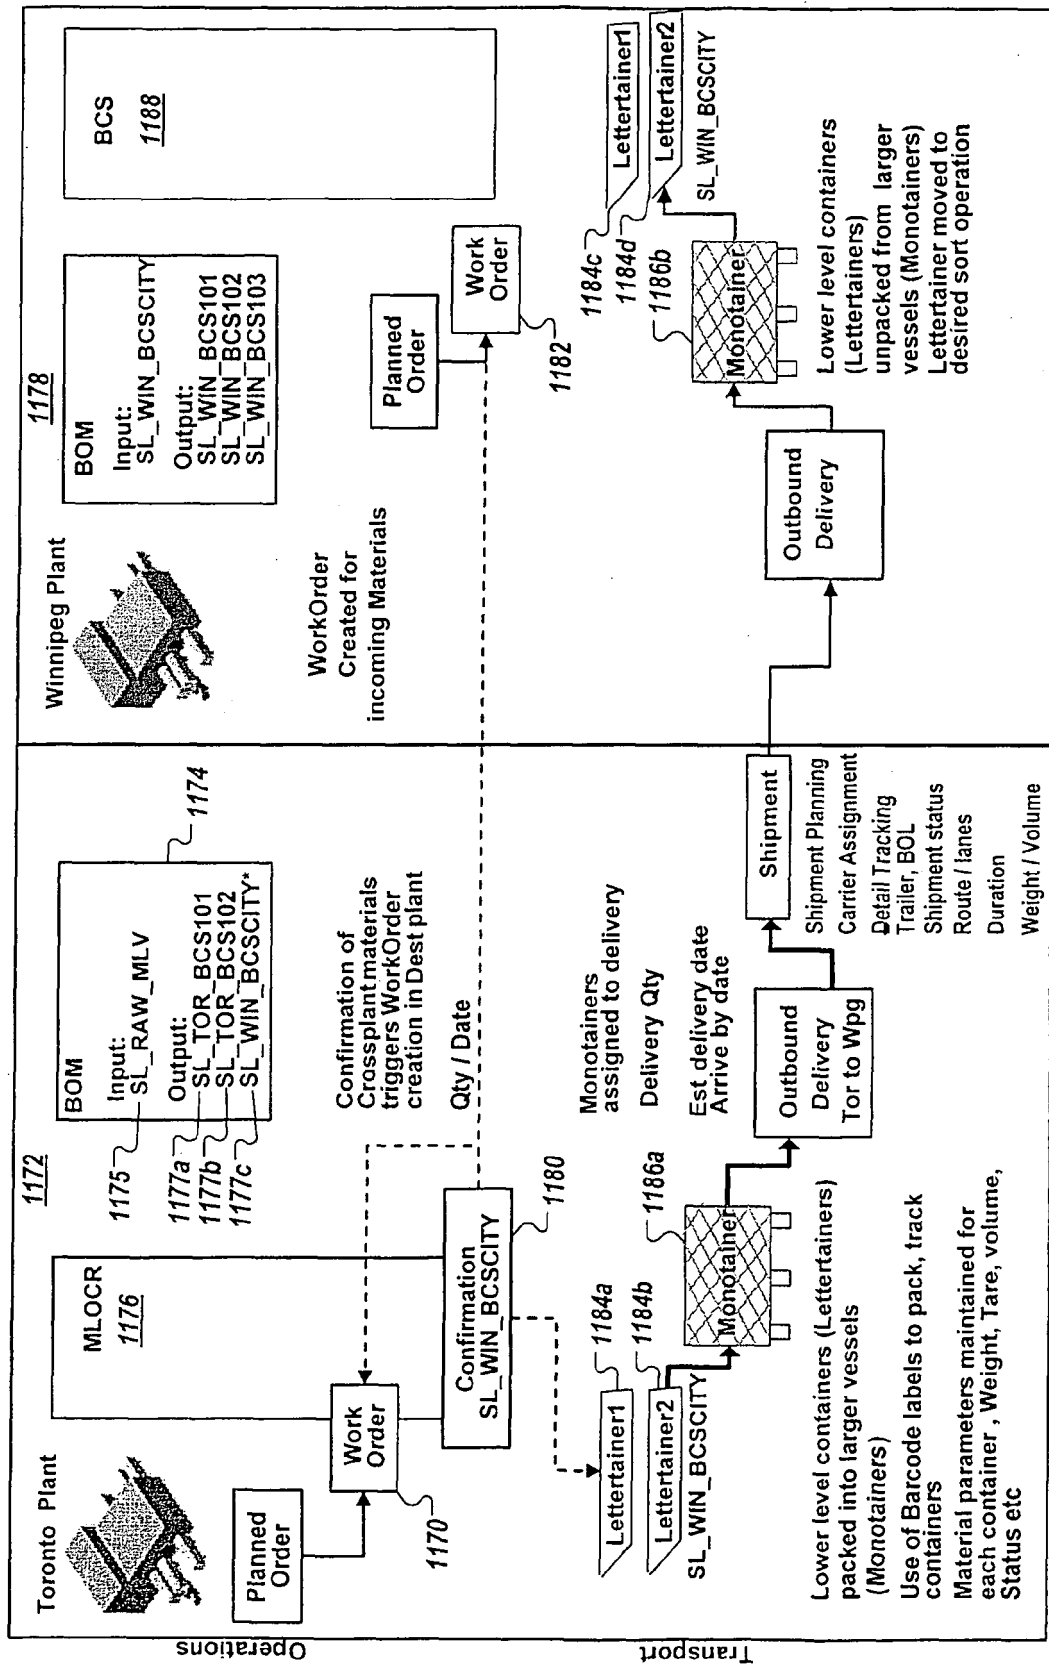 Operations
Toronto Plant
1172
MLOCR
1176
BOM
Input:
SL_RAW_MLV
Output:
SL_TOR_BCS101
SL_TOR_BCS102
SL_WIN_BCSCITY*
1174
1175
1177a
1177b
1177c
Planned
Order
Work
Order
1170
Confirmation
SL_WIN_BCSCITY
1180
Confirmation of
Crossplant materials
triggers WorkOrder
creation in Dest plant
Qty / Date
Winnipeg Plant
1178
BOM
Input:
SL_WIN_BCSCITY
Output:
SL_WIN_BCS101
SL_WIN_BCS102
SL_WIN_BCS103
BCS
1188
WorkOrder
Created for
incoming Materials
Planned
Order
Work
Order
1182
Transport
Lettertainer1
1184a
Lettertainer2
1184b
SL_WIN_BCSCITY
Monotainer
1186a
Monotainers
assigned to delivery
Delivery Qty
Est delivery date
Arrive by date
Outbound
Delivery
Tor to Wpg
Lower level containers (Lettertainers)
packed into larger vessels
(Monotainers)
Use of Barcode labels to pack, track
containers
Material parameters maintained for
each container , Weight, Tare, volume,
Status etc
Shipment
Shipment Planning
Carrier Assignment
Detail Tracking
Trailer, BOL
Shipment status
Route / lanes
Duration
Weight / Volume
Outbound
Delivery
Monotainer
1184c
1184d
1186b
Lettertainer1
Lettertainer2
SL_WIN_BCSCITY
Lower level containers
(Lettertainers)
unpacked from larger
vessels (Monotainers)
Lettertainer moved to
desired sort operation